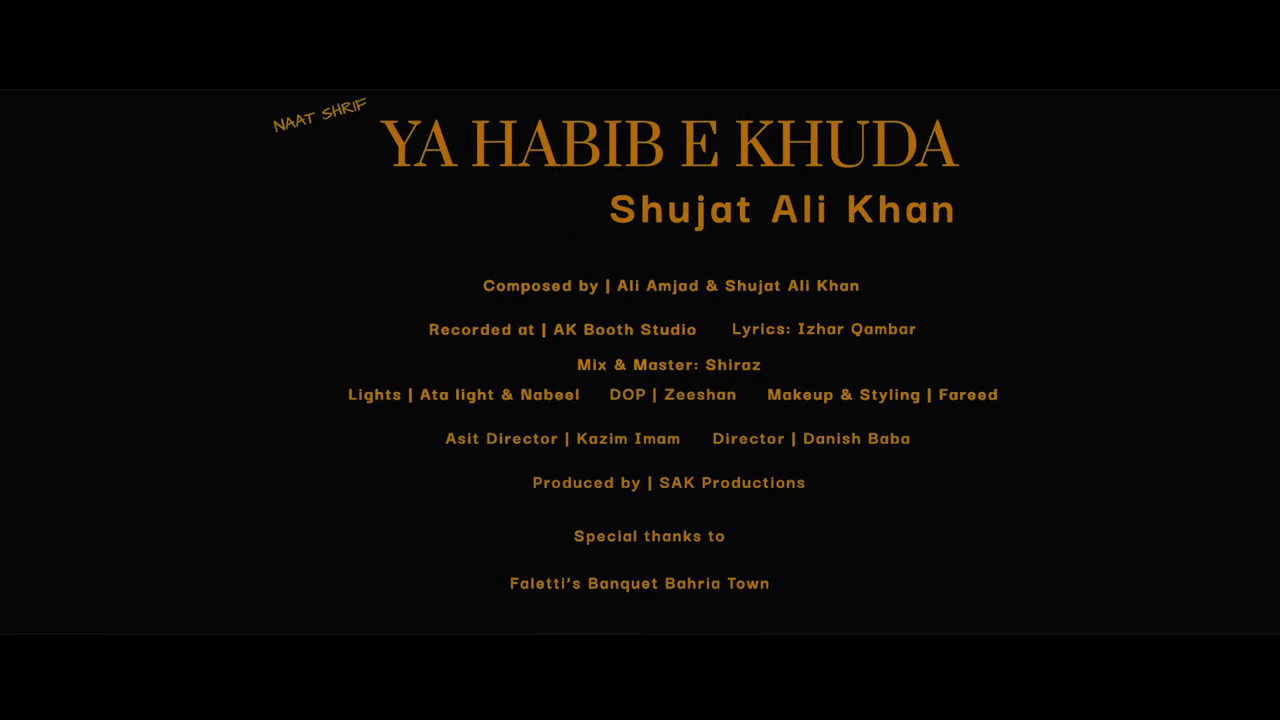 NAAT SHRIF
YA HABIB E KHUDA
Shujat Ali Khan
Composed by | Ali Amjad & Shujat Ali Khan
Recorded at | AK Booth Studio Lyrics: Izhar Qambar
Mix & Master: Shiraz
Lights | Ata light & Nabeel DOP | Zeeshan Makeup & Styling | Fareed
Asit Director | Kazim Imam Director | Danish Baba
Produced by | SAK Productions
Special thanks to
Faletti's Banquet Bahria Town